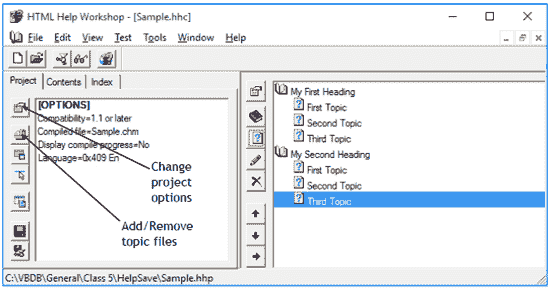 HTML Help Workshop - [Sample.hhc]
File Edit View Test Tools Window Help
Project Contents Index
[OPTIONS]
Compatibility=1.1 or later
Compiled file=Sample.chm
Display compile progress=No
Language=0x409 En
Change
project
options
Add/Remove
topic files
My First Heading
First Topic
Second Topic
Third Topic
My Second Heading
First Topic
Second Topic
Third Topic
C:\VBDB\General\Class 5\HelpSave\Sample.hhp